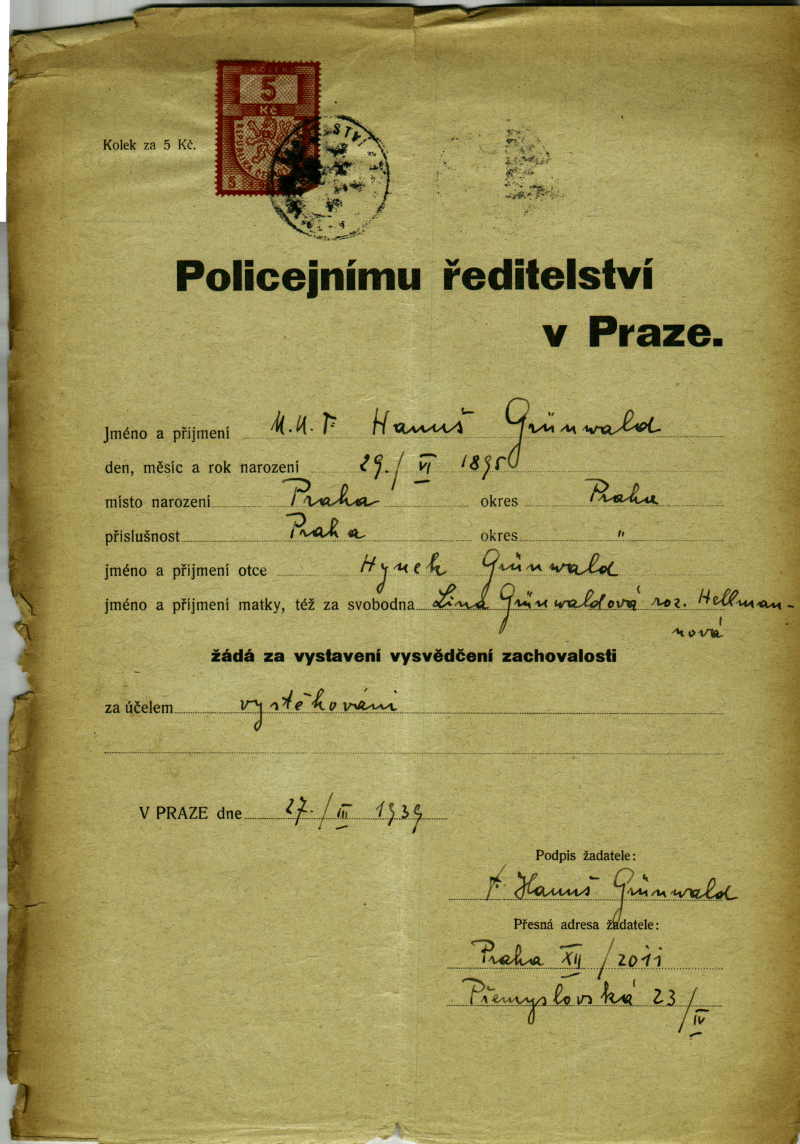 5
Kč
Kolek za 5 Kč.
5
Policejnímu ředitelství
v Praze.
Jméno a příjmení M.U.Dr Hanuš Grünwald
den, měsíc a rok narození 29./VI 1895
místo narození Praha okres Praha
příslušnost Praha okres "
jméno a příjmení otce Hynek Grünwald
jméno a příjmení matky, též za svobodna Lina Grünwaldová roz. Hellman-
nová
žádá za vystavení vysvědčení zachovalosti
za účelem vystěhování
V PRAZE dne 27./III 1939
Podpis žadatele:
Dr Hanuš Grünwald
Přesná adresa žadatele:
Praha XII/2011
Přemyslovská 23/IV